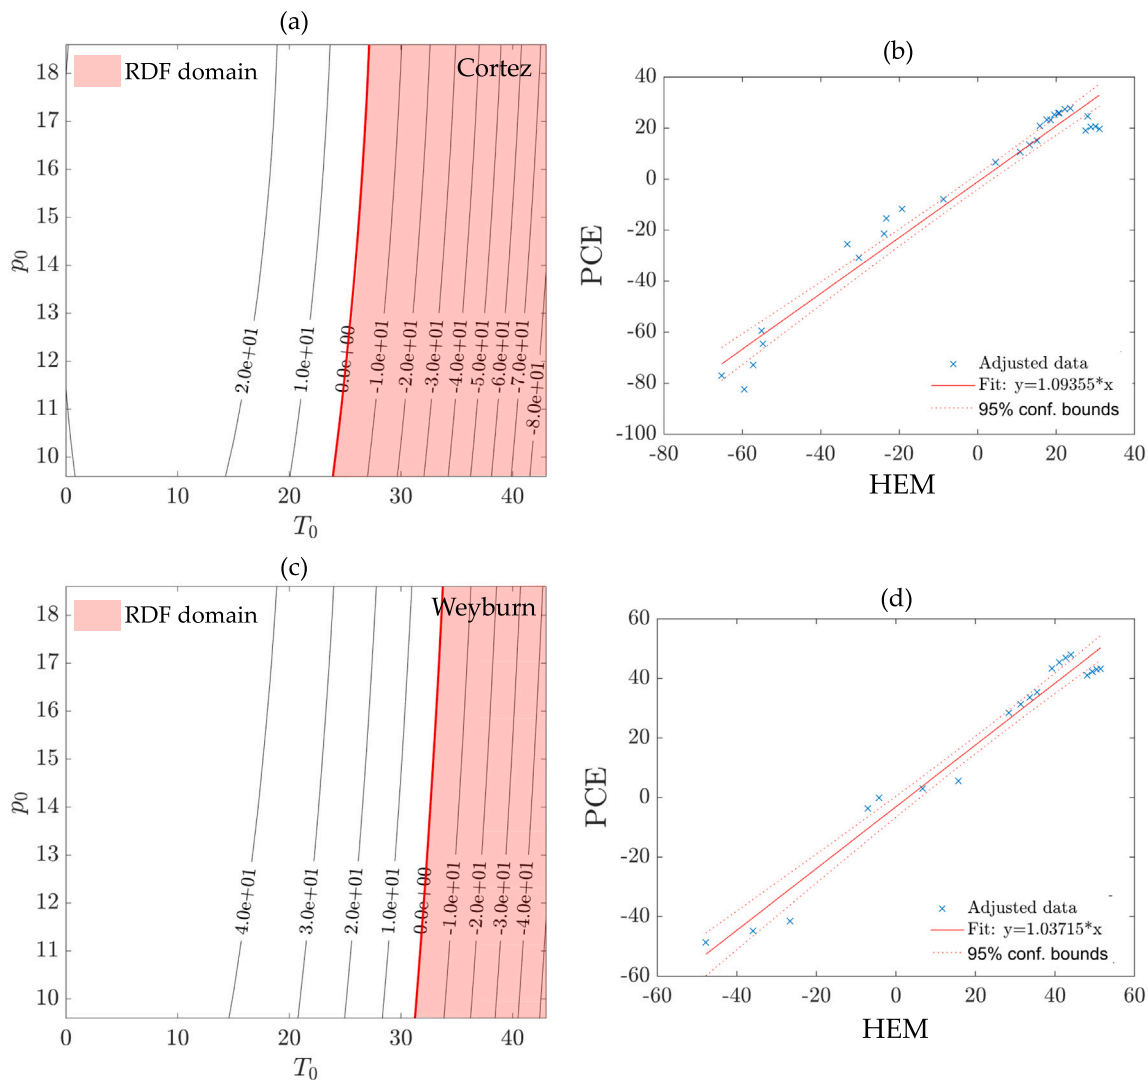 (a)
RDF domain
Cortez
18
17
16
15
14
13
12
11
10
p₀
2.0e+01
1.0e+01
0.0e+00
-1.0e+01
-2.0e+01
-3.0e+01
-4.0e+01
-5.0e+01
-6.0e+01
-7.0e+01
-8.0e+01
0 10 20 30 40
T₀
(b)
40
20
0
-20
-40
-60
-80
-100
PCE
Adjusted data
Fit: y=1.09355*x
95% conf. bounds
-80 -60 -40 -20 0 20 40
HEM
(c)
RDF domain
Weyburn
18
17
16
15
14
13
12
11
10
p₀
4.0e+01
3.0e+01
2.0e+01
1.0e+01
0.0e+00
-1.0e+01
-2.0e+01
-3.0e+01
-4.0e+01
0 10 20 30 40
T₀
(d)
60
40
20
0
-20
-40
-60
PCE
Adjusted data
Fit: y=1.03715*x
95% conf. bounds
-60 -40 -20 0 20 40 60
HEM